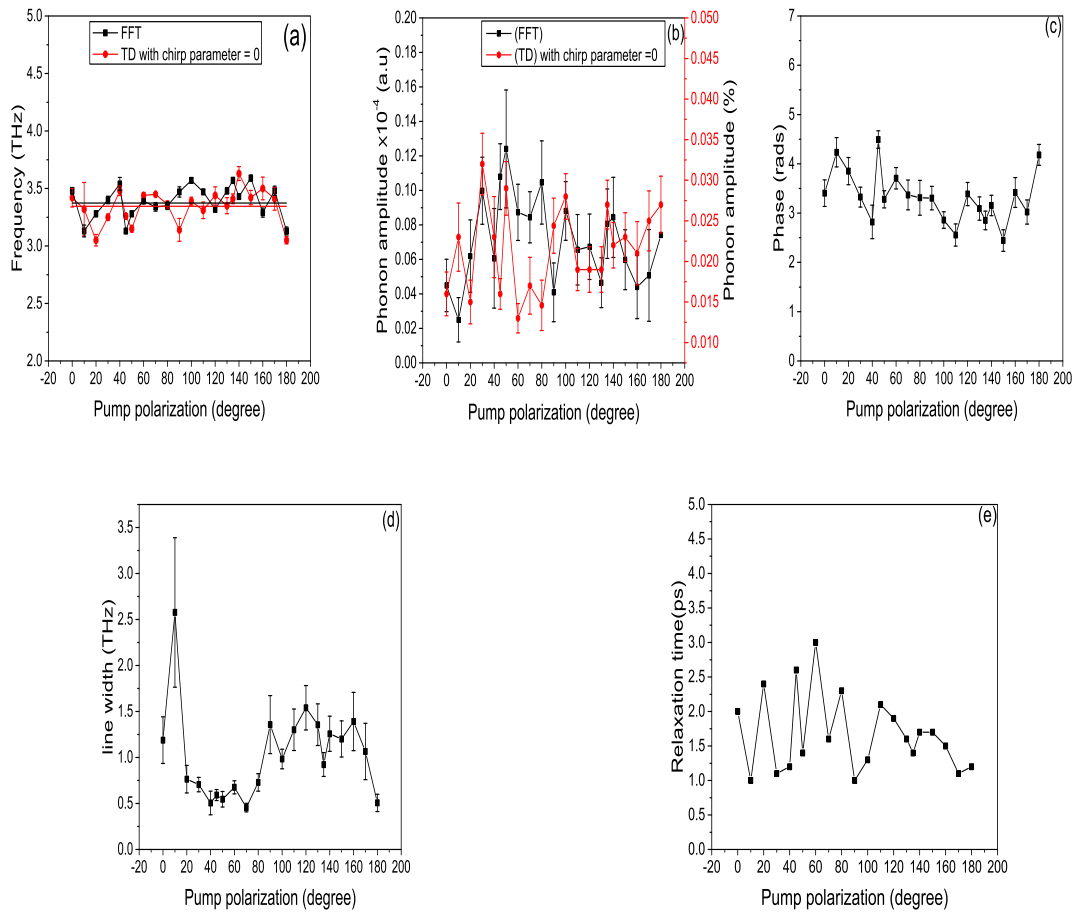 (a)
FFT
TD with chirp parameter = 0
Frequency (THz)
5.0
4.5
4.0
3.5
3.0
2.5
2.0
-20 0 20 40 60 80 100 120 140 160 180 200
Pump polarization (degree)
(b)
(FFT)
(TD) with chirp parameter =0
Phonon amplitude x10⁻⁴ (a.u)
0.20
0.18
0.16
0.14
0.12
0.10
0.08
0.06
0.04
0.02
0.00
Phonon amplitude (%)
0.050
0.045
0.040
0.035
0.030
0.025
0.020
0.015
0.010
-20 0 20 40 60 80 100 120 140 160 180 200
Pump polarization (degree)
(c)
Phase (rads)
7
6
5
4
3
2
1
0
-20 0 20 40 60 80 100 120 140 160 180 200
Pump polarization (degree)
(d)
line width (THz)
3.5
3.0
2.5
2.0
1.5
1.0
0.5
0.0
-20 0 20 40 60 80 100 120 140 160 180 200
Pump polarization (degree)
(e)
Relaxation time(ps)
5.0
4.5
4.0
3.5
3.0
2.5
2.0
1.5
1.0
0.5
0.0
-20 0 20 40 60 80 100 120 140 160 180 200
Pump polarization (degree)